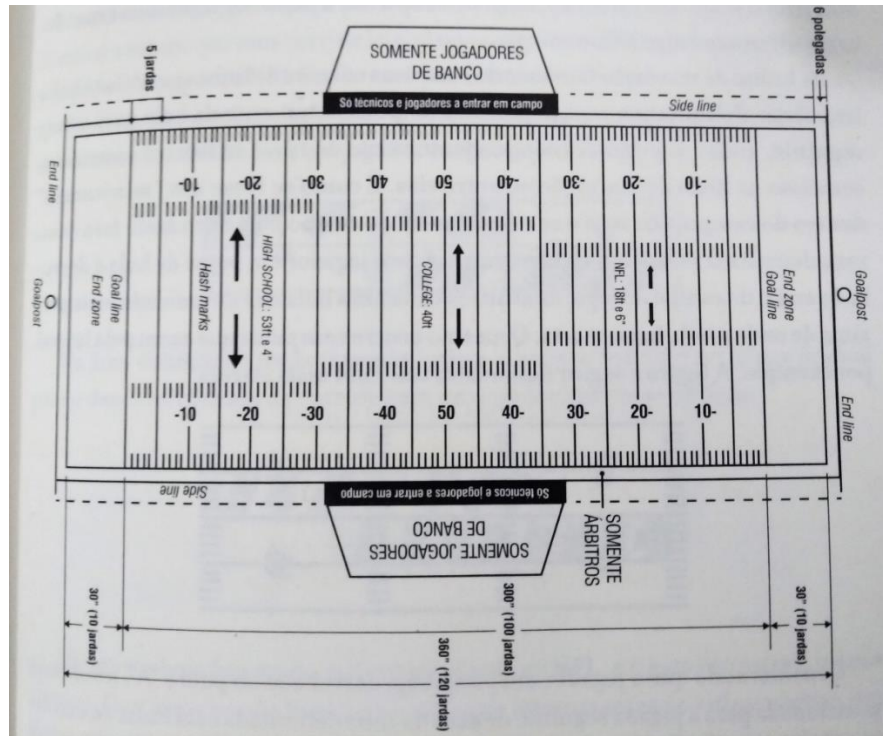 6 polegadas
5 jardas
SOMENTE JOGADORES
DE BANCO
Só técnicos e jogadores a entrar em campo
Side line
End line
-10
20
30
40
50
-40
-30
-20
-10
Goalpost
Goal line
End zone
Hash marks
HIGH SCHOOL: 53ft e 4"
COLLEGE: 40ft
NFL: 18ft e 6"
End zone
Goal line
Goalpost
-10
-20
-30
40
50
40-
30-
20-
10-
End line
Side line
Só técnicos e jogadores a entrar em campo
SOMENTE JOGADORES
DE BANCO
SOMENTE
ÁRBITROS
30" (10 jardas)
300" (100 jardas)
30" (10 jardas)
360" (120 jardas)